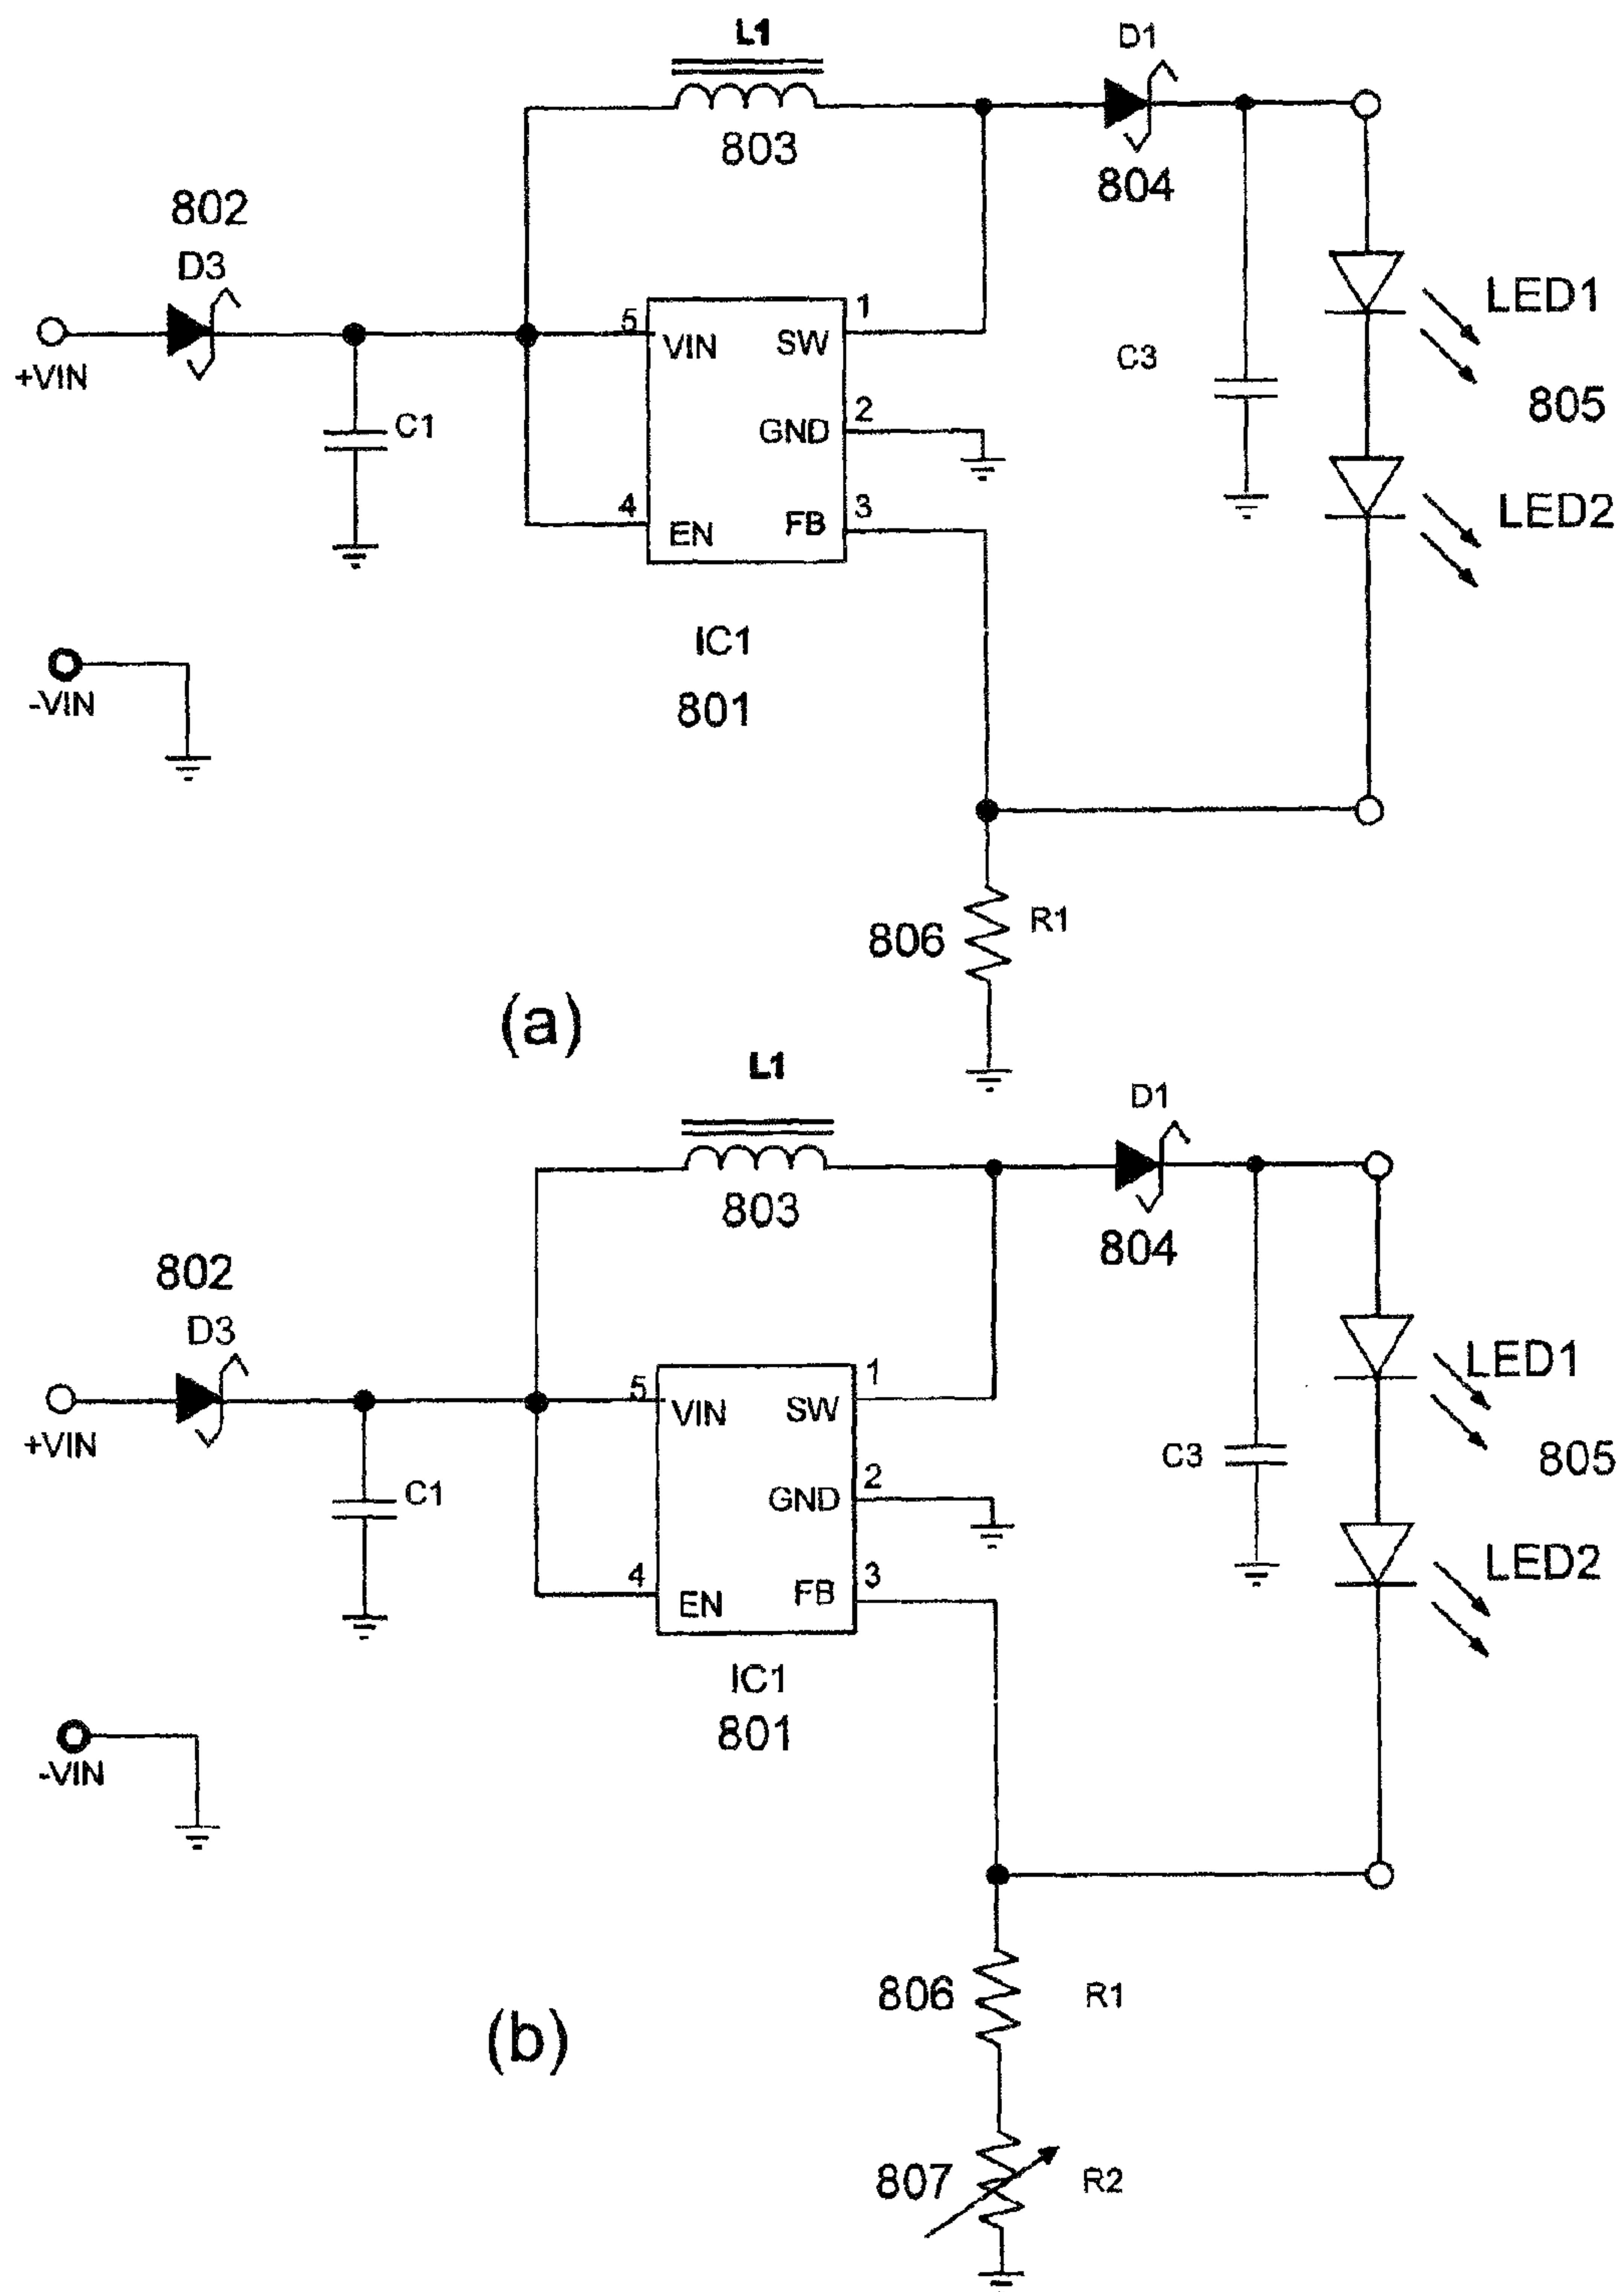 L1
D1
803
804
802
D3
+VIN
C1
5
VIN
SW
1
GND
2
4
EN
FB
3
C3
LED1
805
LED2
IC1
801
-VIN
806
R1
(a)
L1
D1
803
804
802
D3
+VIN
C1
5
VIN
SW
1
GND
2
4
EN
FB
3
C3
LED1
805
LED2
IC1
801
-VIN
806
R1
(b)
807
R2